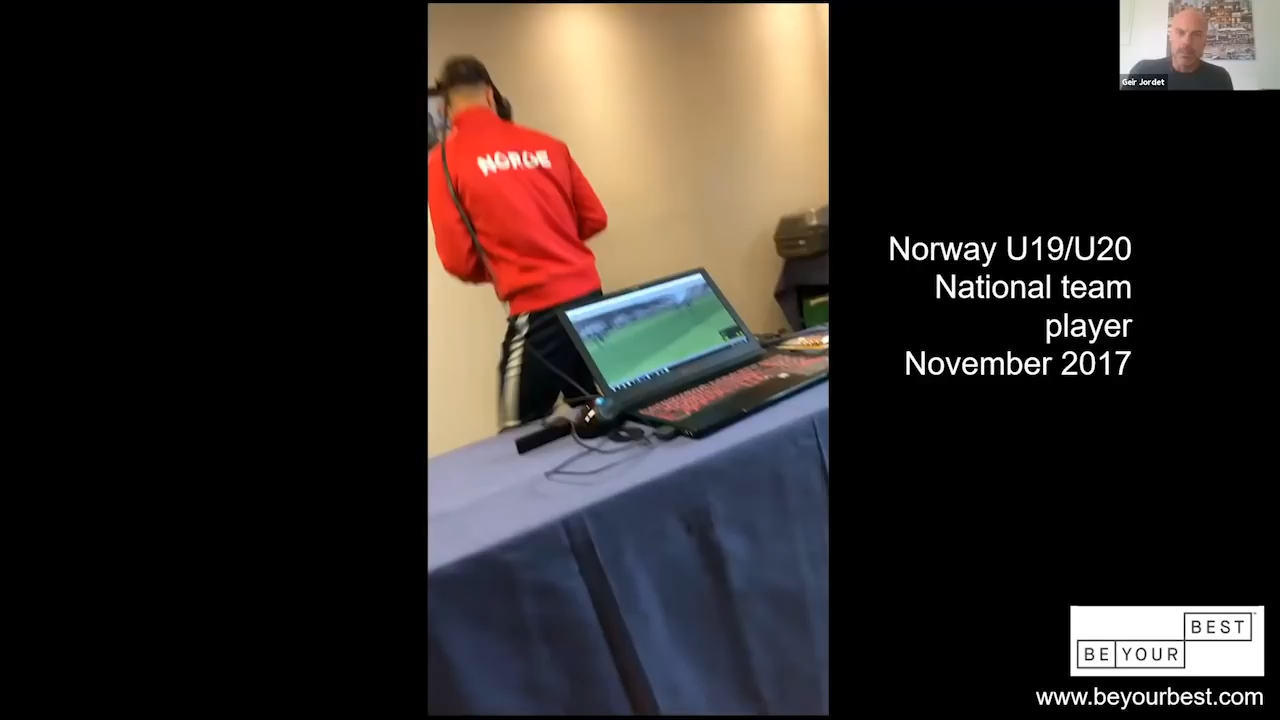 Geir Jordet
NORGE
Norway U19/U20
National team
player
November 2017
BEST
BE YOUR
www.beyourbest.com